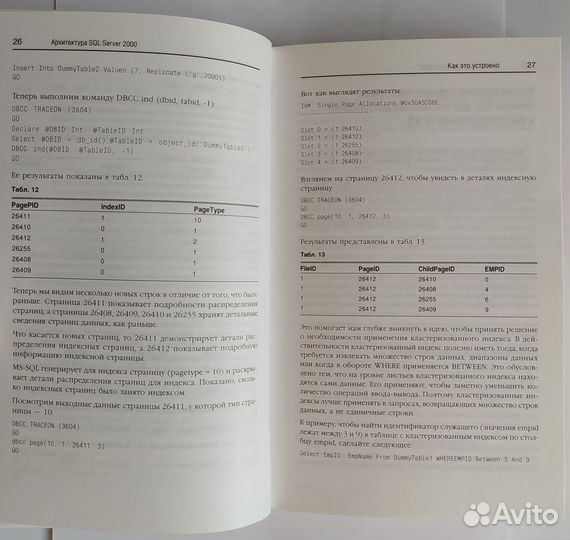 26 Архитектура SQL Server 2000
Insert Into DummyTable2 Values (7, Replicate ('g',2000))
GO
Теперь выполним команду DBCC ind (dbid, tabid, -1).
DBCC TRACEON (3604)
GO
Declare @DBID Int, @TableID Int
Select @DBID = db_id(), @TableID = object_id('DummyTable2')
DBCC ind(@DBID, @TableID, -1)
GO
Ее результаты показаны в табл. 12.
Табл. 12
PagePID IndexID PageType
26411 1 10
26410 0 1
26412 1 2
26255 0 1
26408 0 1
26409 0 1
Теперь мы видим несколько новых строк в отличие от того, что было
раньше. Страница 26411 показывает подробности распределения
страниц, а страницы 26408, 26409, 26410 и 26255 хранят детальные
сведения страниц данных, как раньше.
Что касается новых страниц, то 26411 демонстрирует детали рас-
пределения индексных страниц, а 26412 показывает подробную
информацию индексной страницы.
MS-SQL генерирует для индекса страницу (pagetype = 10) и раскры-
вает детали распределения страниц для индекса. Показано, сколь-
ко индексных страниц было занято индексом.
Посмотрим выходные данные страницы 26411, у которой тип стра-
ницы — 10:
DBCC TRACEON (3604)
GO
dbcc page(10, 1, 26411, 3)
GO
Как это устроено 27
Вот как выглядят результаты:
IAM: Single Page Allocations @0x30A5C06E
Slot 0 = (1:26410)
Slot 1 = (1:26412)
Slot 2 = (1:26255)
Slot 3 = (1:26408)
Slot 4 = (1:26409)
Взглянем на страницу 26412, чтобы увидеть в деталях индексную
страницу:
DBCC TRACEON (3604)
GO
DBCC page(10, 1, 26412, 3)
GO
Результаты представлены в табл. 13.
Табл. 13
FileID PageID ChildPageID EMPID
1 26412 26410 0
1 26412 26408 4
1 26412 26255 6
1 26412 26409 9
Это помогает нам глубже вникнуть в идею, чтобы принять решение
о необходимости применения кластеризованного индекса. В дей-
ствительности кластеризованный индекс полезно иметь тогда, когда
требуется извлекать множество строк данных, диапазоны данных
или когда в обороте WHERE применяется BETWEEN. Это обуслов-
лено тем, что на уровне листьев кластеризованного индекса нахо-
дятся сами данные. Его применяют, чтобы заметно уменьшить ко-
личество операций ввода-вывода. Поэтому кластеризованные ин-
дексы лучше применять в запросах, возвращающих множество строк
данных, а не единичные строки.
К примеру, чтобы найти идентификатор служащего (значения empid
лежат между 3 и 9) в таблице с кластеризованным индексом по стол-
бцу empid, сделайте следующее:
Select EmpID, EmpName From DummyTable1 WHEREEMPID Between 3 And 9
Avito